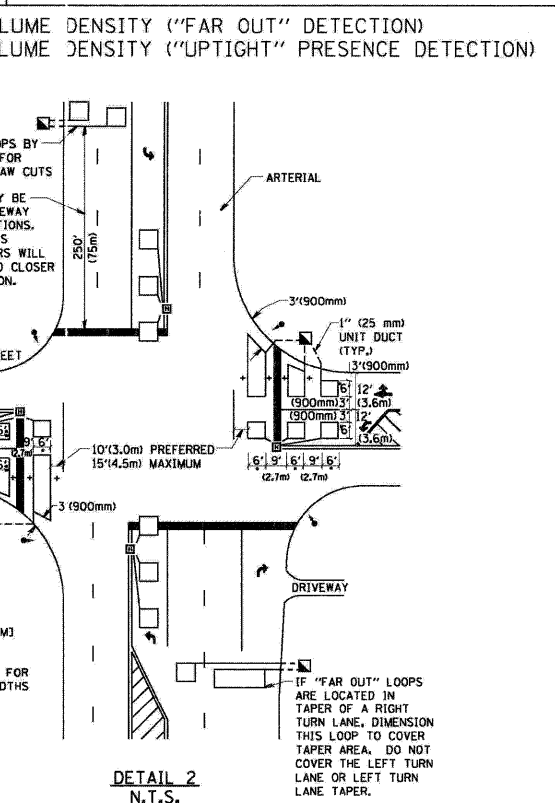 LUME DENSITY ("FAR OUT" DETECTION)
LUME DENSITY ("UPTIGHT" PRESENCE DETECTION)
OPS BY
FOR
AW CUTS
Y BE
EWAY
TIONS.
S
RS WILL
D CLOSER
ON.
250'
(75m)
ARTERIAL
3'(900mm)
1" (25 mm)
UNIT DUCT
(TYP.)
3'(900mm)
EET
6'
12'
(3.6m)
(900mm) 3'
(900mm) 3'
12'
6'
(3.6m)
9' 6'
(2.7m)
10'(3.0m) PREFERRED
15'(4.5m) MAXIMUM
6' 9' 6' 9' 6'
(2.7m) (2.7m)
3 (900mm)
DRIVEWAY
M]
FOR
DTHS
IF "FAR OUT" LOOPS
ARE LOCATED IN
TAPER OF A RIGHT
TURN LANE, DIMENSION
THIS LOOP TO COVER
TAPER AREA. DO NOT
COVER THE LEFT TURN
LANE OR LEFT TURN
LANE TAPER.
DETAIL 2
N.T.S.